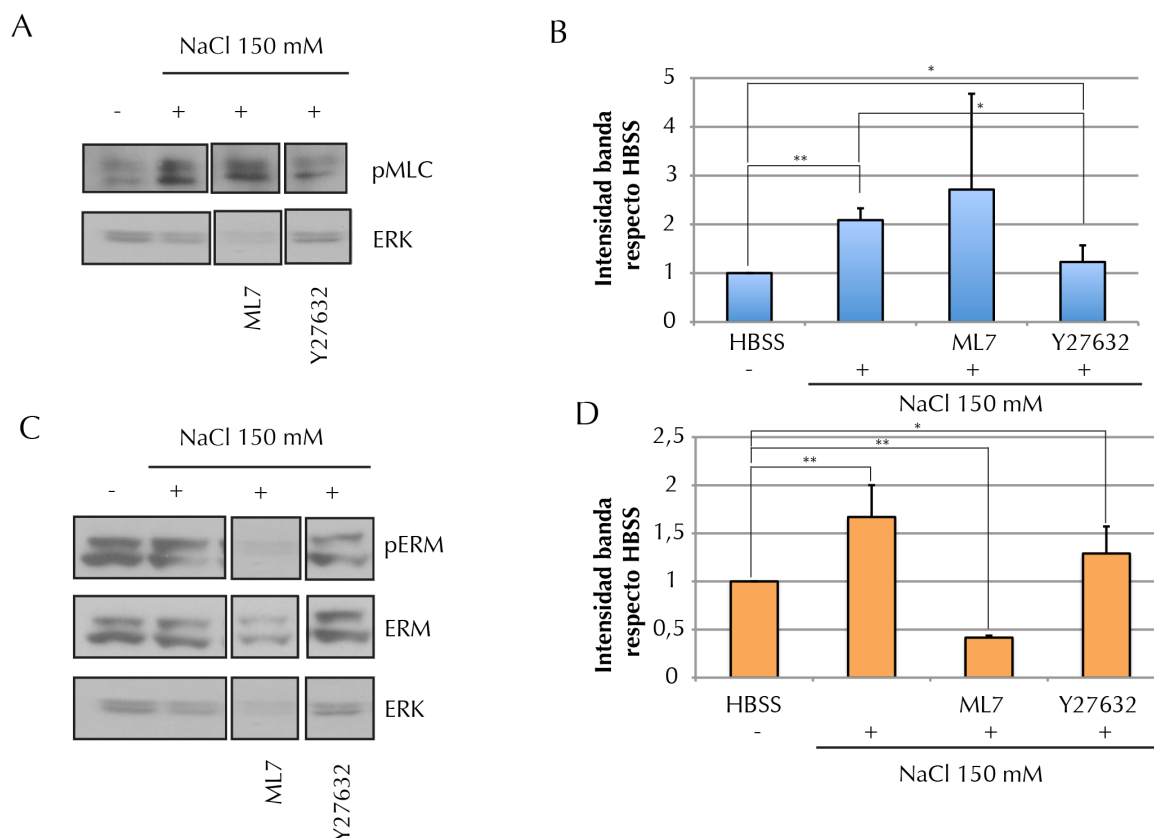 A
NaCl 150 mM
- + + +
pMLC
ERK
ML7
Y27632
B
Intensidad banda
respecto HBSS
5
4
3
2
1
0
*
*
**
HBSS ML7 Y27632
- + + +
NaCl 150 mM
C
NaCl 150 mM
- + + +
pERM
ERM
ERK
ML7
Y27632
D
Intensidad banda
respecto HBSS
2,5
2
1,5
1
0,5
0
*
**
**
HBSS ML7 Y27632
- + + +
NaCl 150 mM